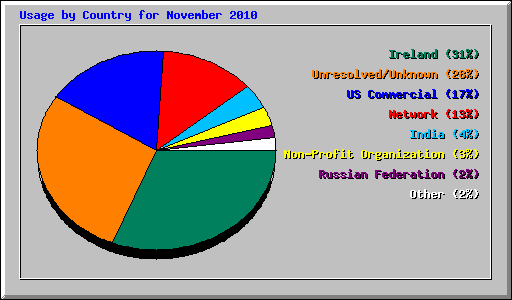 Usage by Country for November 2010
Ireland (31%)
Unresolved/Unknown (28%)
US Commercial (17%)
Network (13%)
India (4%)
Non-Profit Organization (3%)
Russian Federation (2%)
Other (2%)